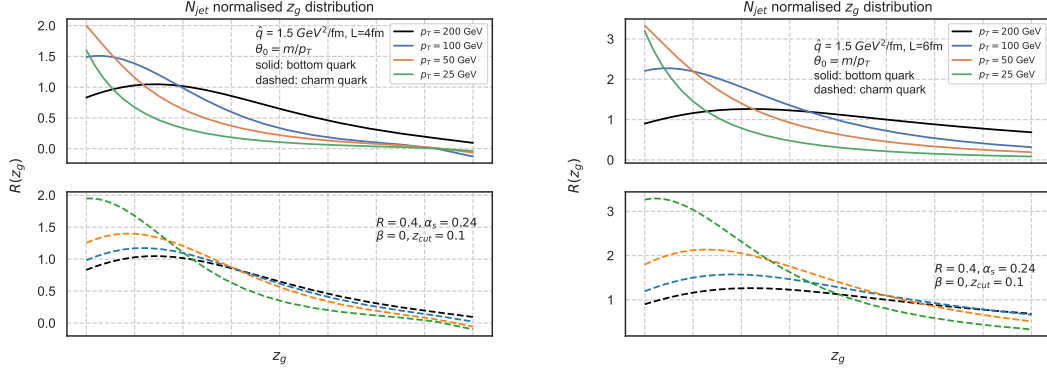 N_jet normalised z_g distribution
R(z_g)
2.0
1.5
1.0
0.5
0.0
q̂ = 1.5 GeV²/fm, L=4fm
θ₀ = m/p_T
solid: bottom quark
dashed: charm quark
p_T = 200 GeV
p_T = 100 GeV
p_T = 50 GeV
p_T = 25 GeV
2.0
1.5
1.0
0.5
0.0
R = 0.4, α_s = 0.24
β = 0, z_cut = 0.1
z_g
N_jet normalised z_g distribution
R(z_g)
3
2
1
0
q̂ = 1.5 GeV²/fm, L=6fm
θ₀ = m/p_T
solid: bottom quark
dashed: charm quark
p_T = 200 GeV
p_T = 100 GeV
p_T = 50 GeV
p_T = 25 GeV
3
2
1
R = 0.4, α_s = 0.24
β = 0, z_cut = 0.1
z_g